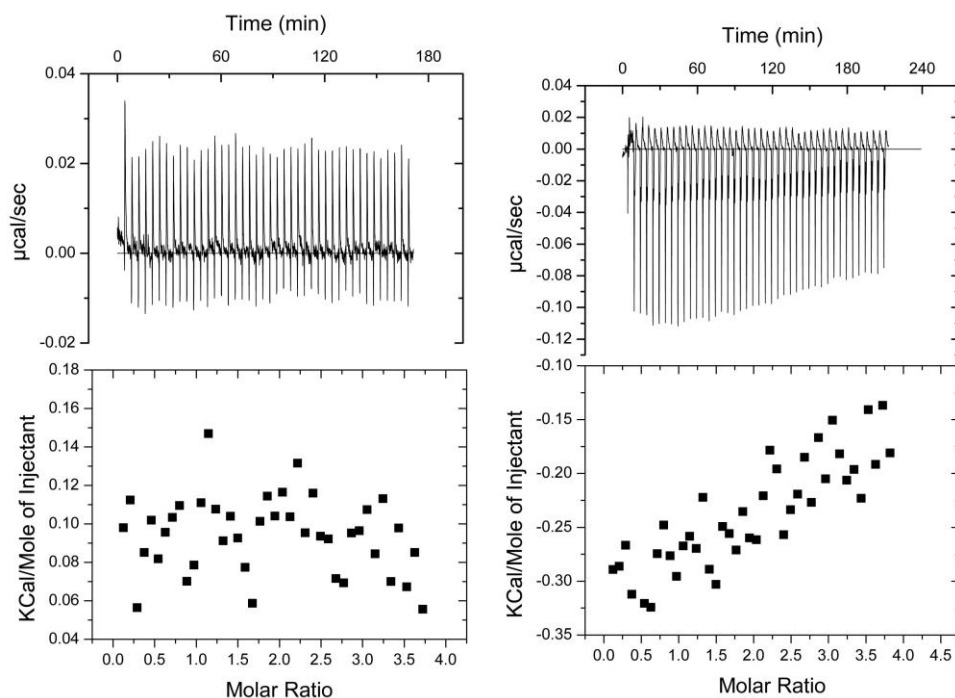 Time (min)
0 60 120 180
0.04
0.02
0.00
-0.02
µcal/sec
0.18
0.16
0.14
0.12
0.10
0.08
0.06
0.04
KCal/Mole of Injectant
0.0 0.5 1.0 1.5 2.0 2.5 3.0 3.5 4.0
Molar Ratio
Time (min)
0 60 120 180 240
0.04
0.02
0.00
-0.02
-0.04
-0.06
-0.08
-0.10
-0.12
µcal/sec
-0.10
-0.15
-0.20
-0.25
-0.30
-0.35
KCal/Mole of Injectant
0.0 0.5 1.0 1.5 2.0 2.5 3.0 3.5 4.0 4.5
Molar Ratio